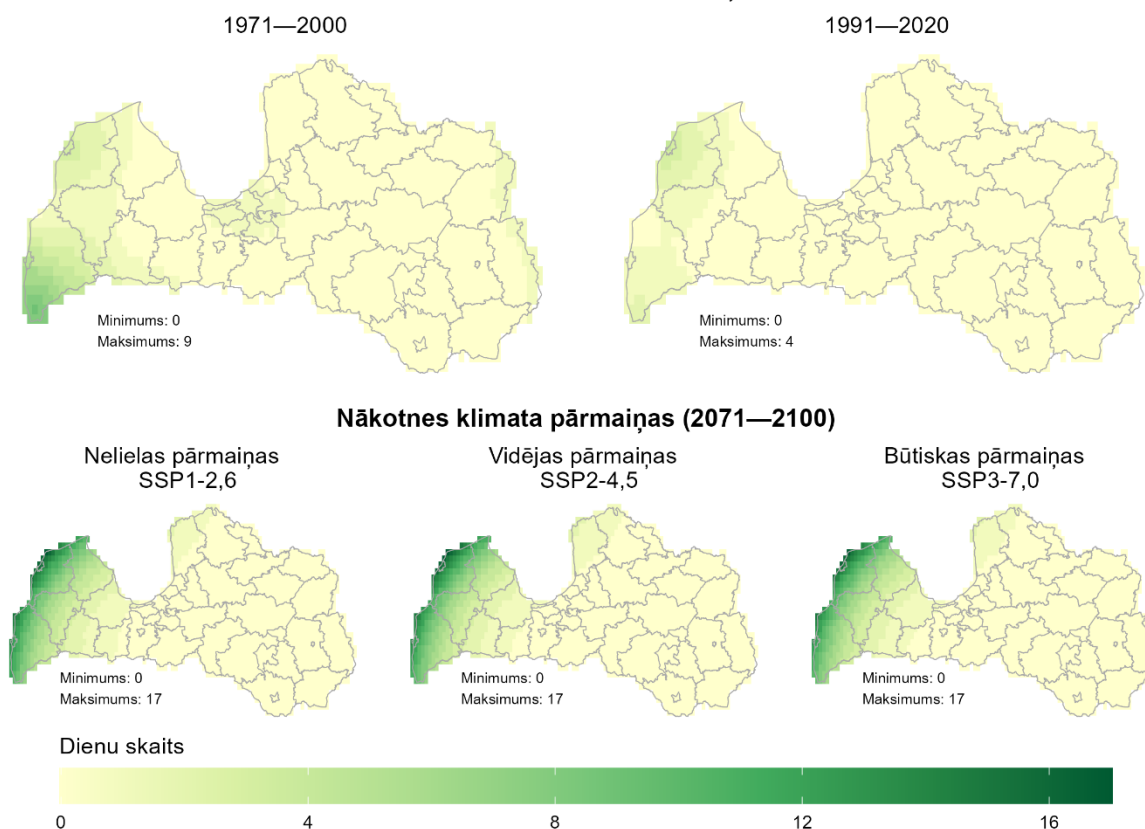 1971—2000
1991—2020
Minimums: 0
Maksimums: 9
Minimums: 0
Maksimums: 4
Nākotnes klimata pārmaiņas (2071—2100)
Nelielas pārmaiņas
SSP1-2,6
Vidējas pārmaiņas
SSP2-4,5
Būtiskas pārmaiņas
SSP3-7,0
Minimums: 0
Maksimums: 17
Minimums: 0
Maksimums: 17
Minimums: 0
Maksimums: 17
Dienu skaits
0 4 8 12 16